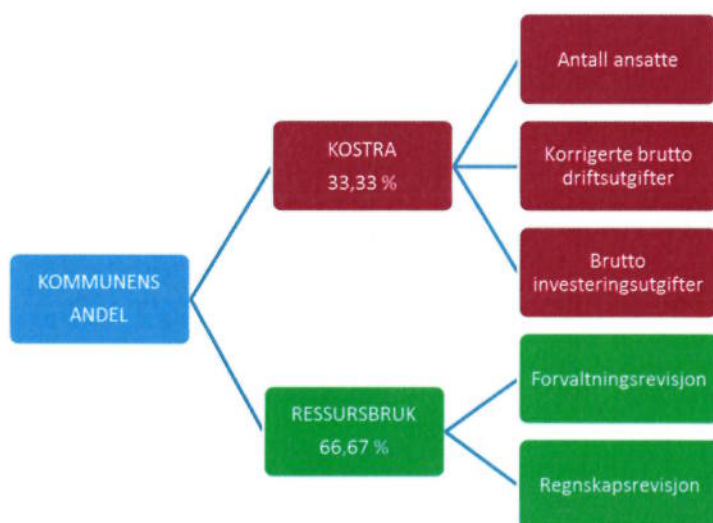 Antall ansatte
KOSTRA
33,33 %
Korrigerte brutto
driftsutgifter
KOMMUNENS
ANDEL
Brutto
investeringsutgifter
RESSURSBRUK
66,67 %
Forvaltningsrevisjon
Regnskapsrevisjon